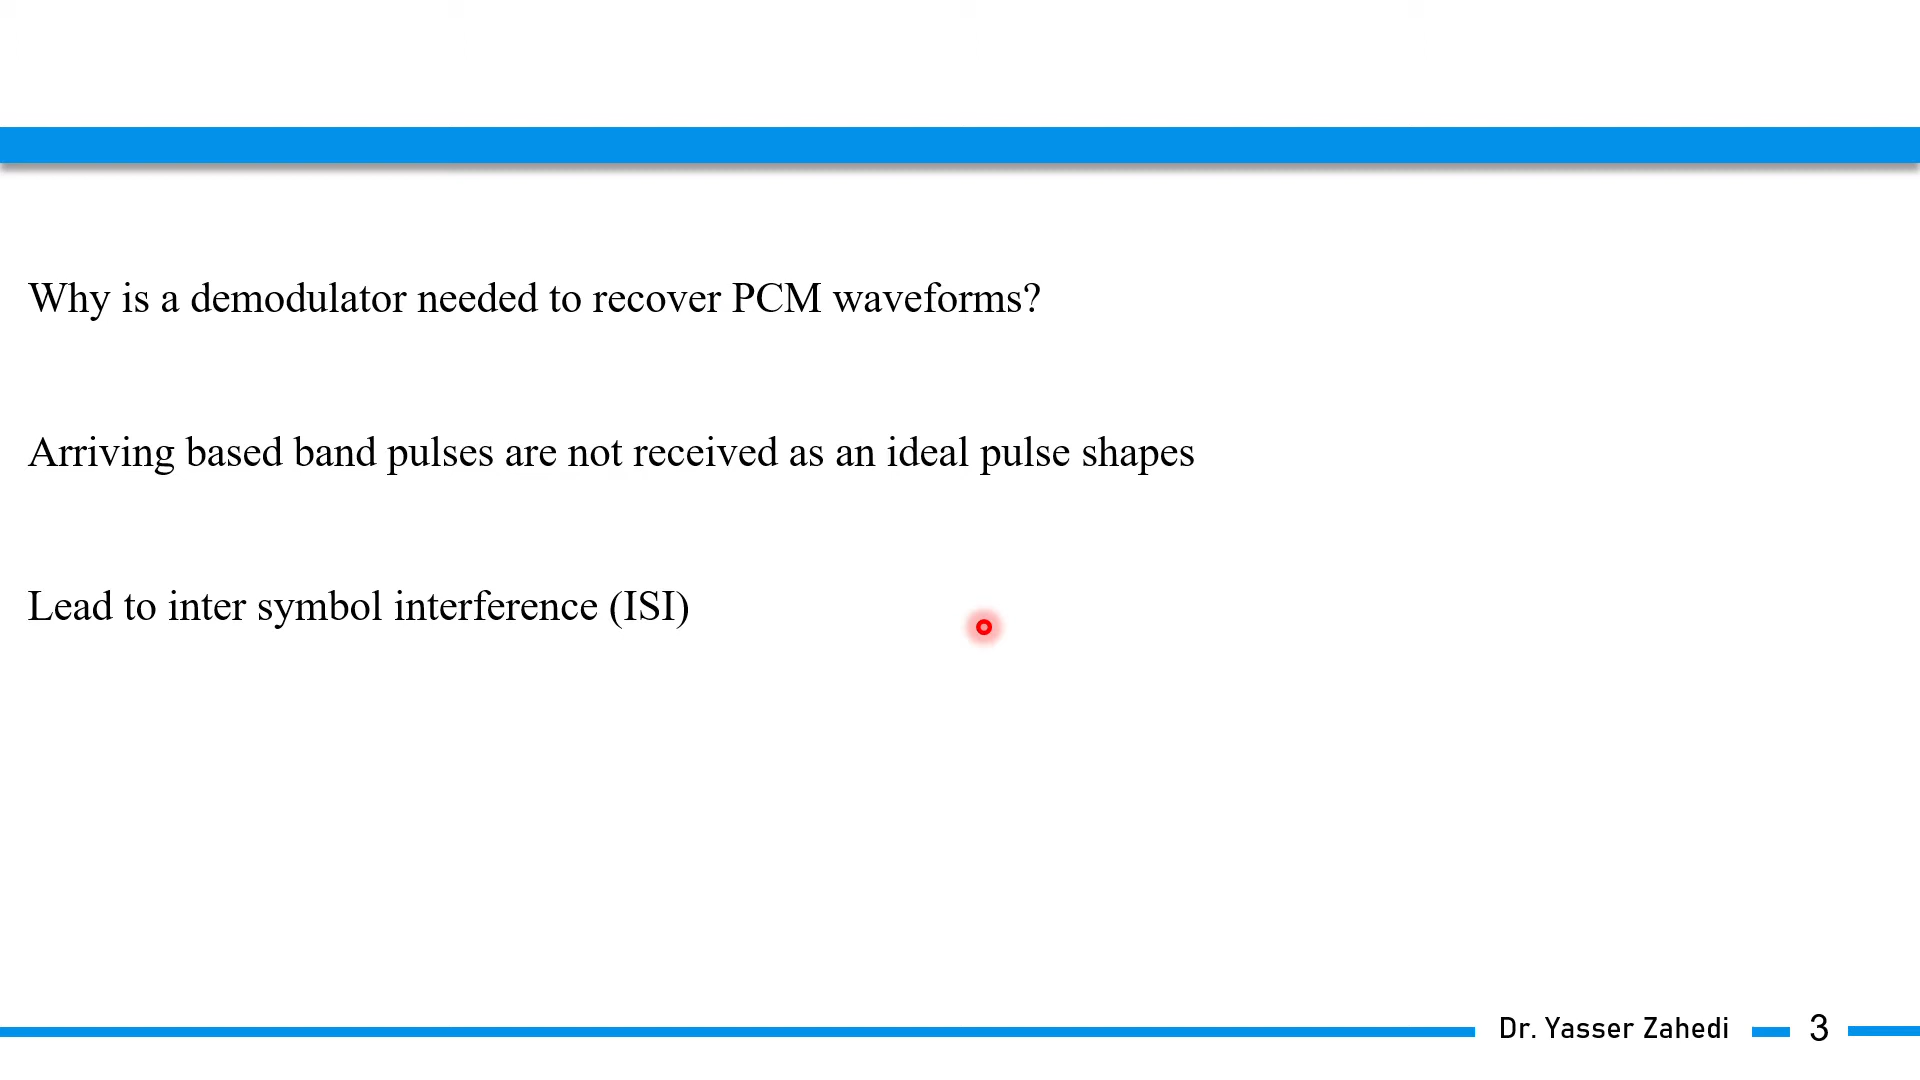 Why is a demodulator needed to recover PCM waveforms?
Arriving based band pulses are not received as an ideal pulse shapes
Lead to inter symbol interference (ISI)
Dr. Yasser Zahedi 3